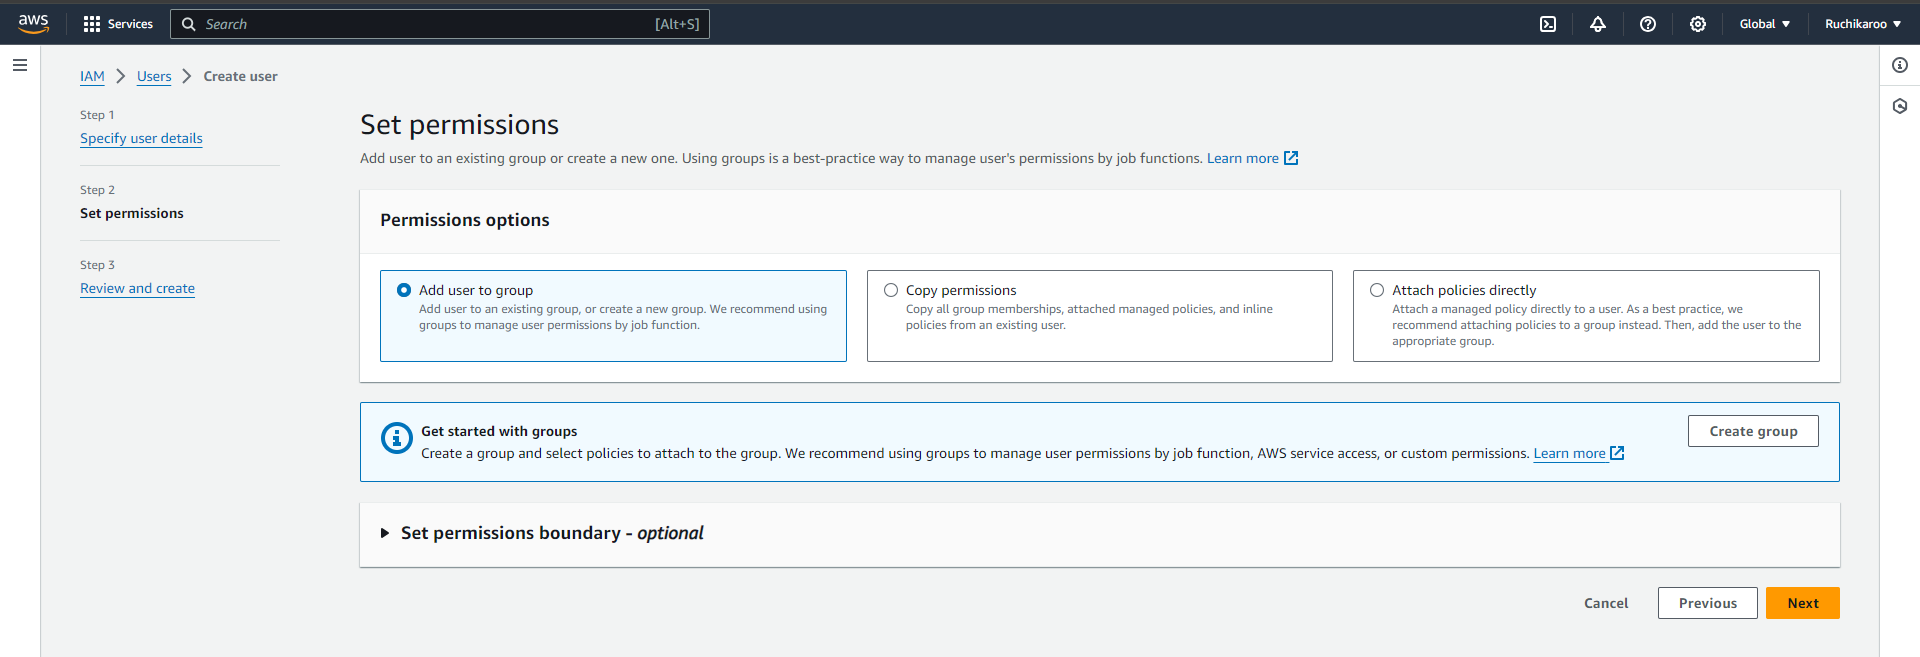 aws
Services
Search
[Alt+S]
Global
Ruchikaroo
IAM
Users
Create user
Step 1
Specify user details
Step 2
Set permissions
Step 3
Review and create
Set permissions
Add user to an existing group or create a new one. Using groups is a best-practice way to manage user's permissions by job functions. Learn more
Permissions options
Add user to group
Add user to an existing group, or create a new group. We recommend using
groups to manage user permissions by job function.
Copy permissions
Copy all group memberships, attached managed policies, and inline
policies from an existing user.
Attach policies directly
Attach a managed policy directly to a user. As a best practice, we
recommend attaching policies to a group instead. Then, add the user to the
appropriate group.
Get started with groups
Create a group and select policies to attach to the group. We recommend using groups to manage user permissions by job function, AWS service access, or custom permissions. Learn more
Create group
Set permissions boundary - optional
Cancel
Previous
Next